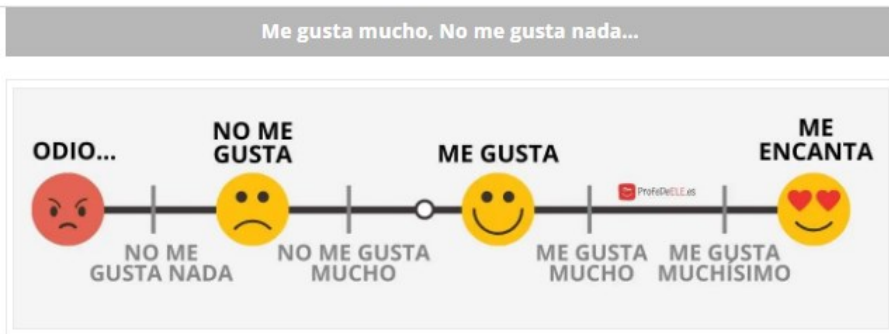 Me gusta mucho, No me gusta nada...
ODIO...
NO ME
GUSTA
ME GUSTA
ME
ENCANTA
ProfeDeELE.es
NO ME
GUSTA NADA
NO ME GUSTA
MUCHO
ME GUSTA
MUCHO
ME GUSTA
MUCHÍSIMO